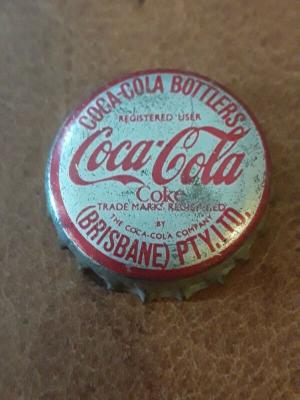 COCA-COLA BOTTLERS
REGISTERED USER
Coca-Cola
Coke
TRADE MARKS REGISTERED
BY
THE COCA-COLA COMPANY
(BRISBANE) PTY. LTD.